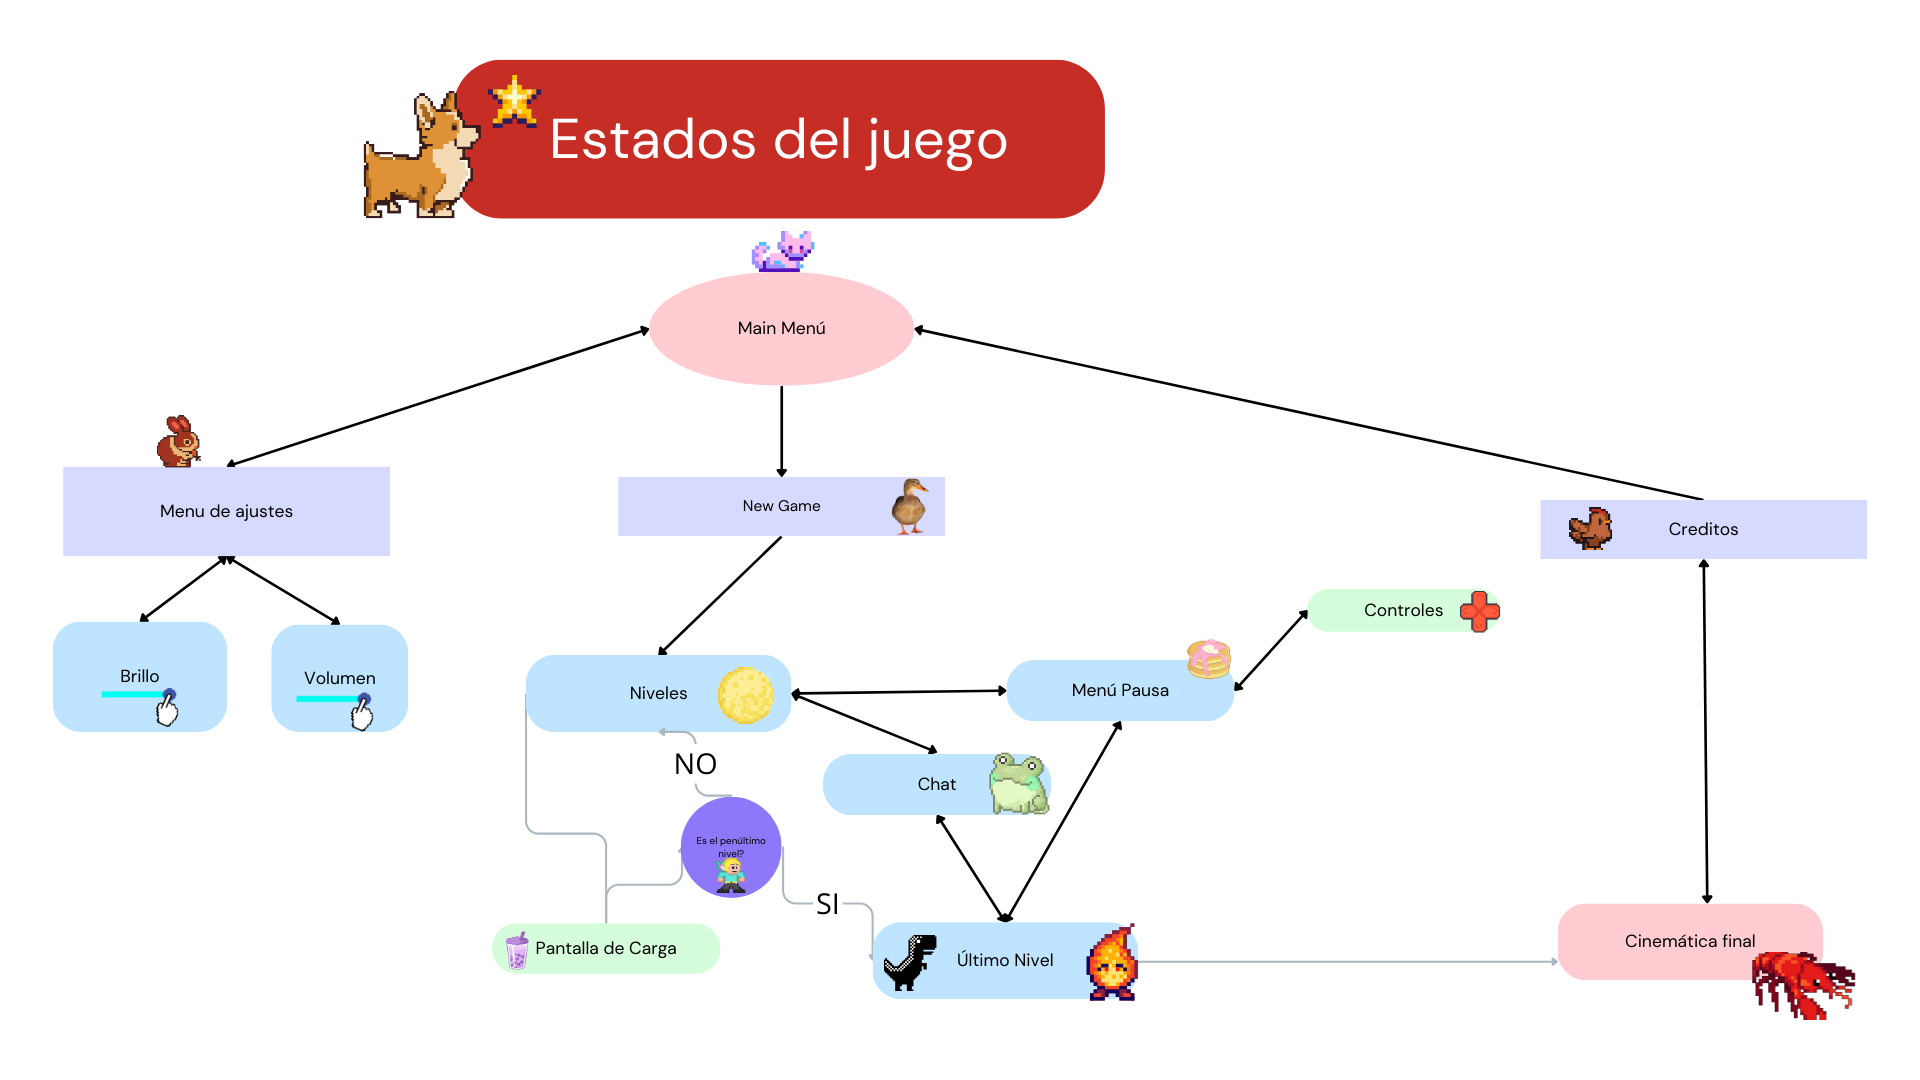 Estados del juego
Main Menú
Menu de ajustes
New Game
Creditos
Controles
Brillo
Volumen
Niveles
Menú Pausa
NO
Chat
Es el penúltimo
nivel?
SI
Pantalla de Carga
Último Nivel
Cinemática final